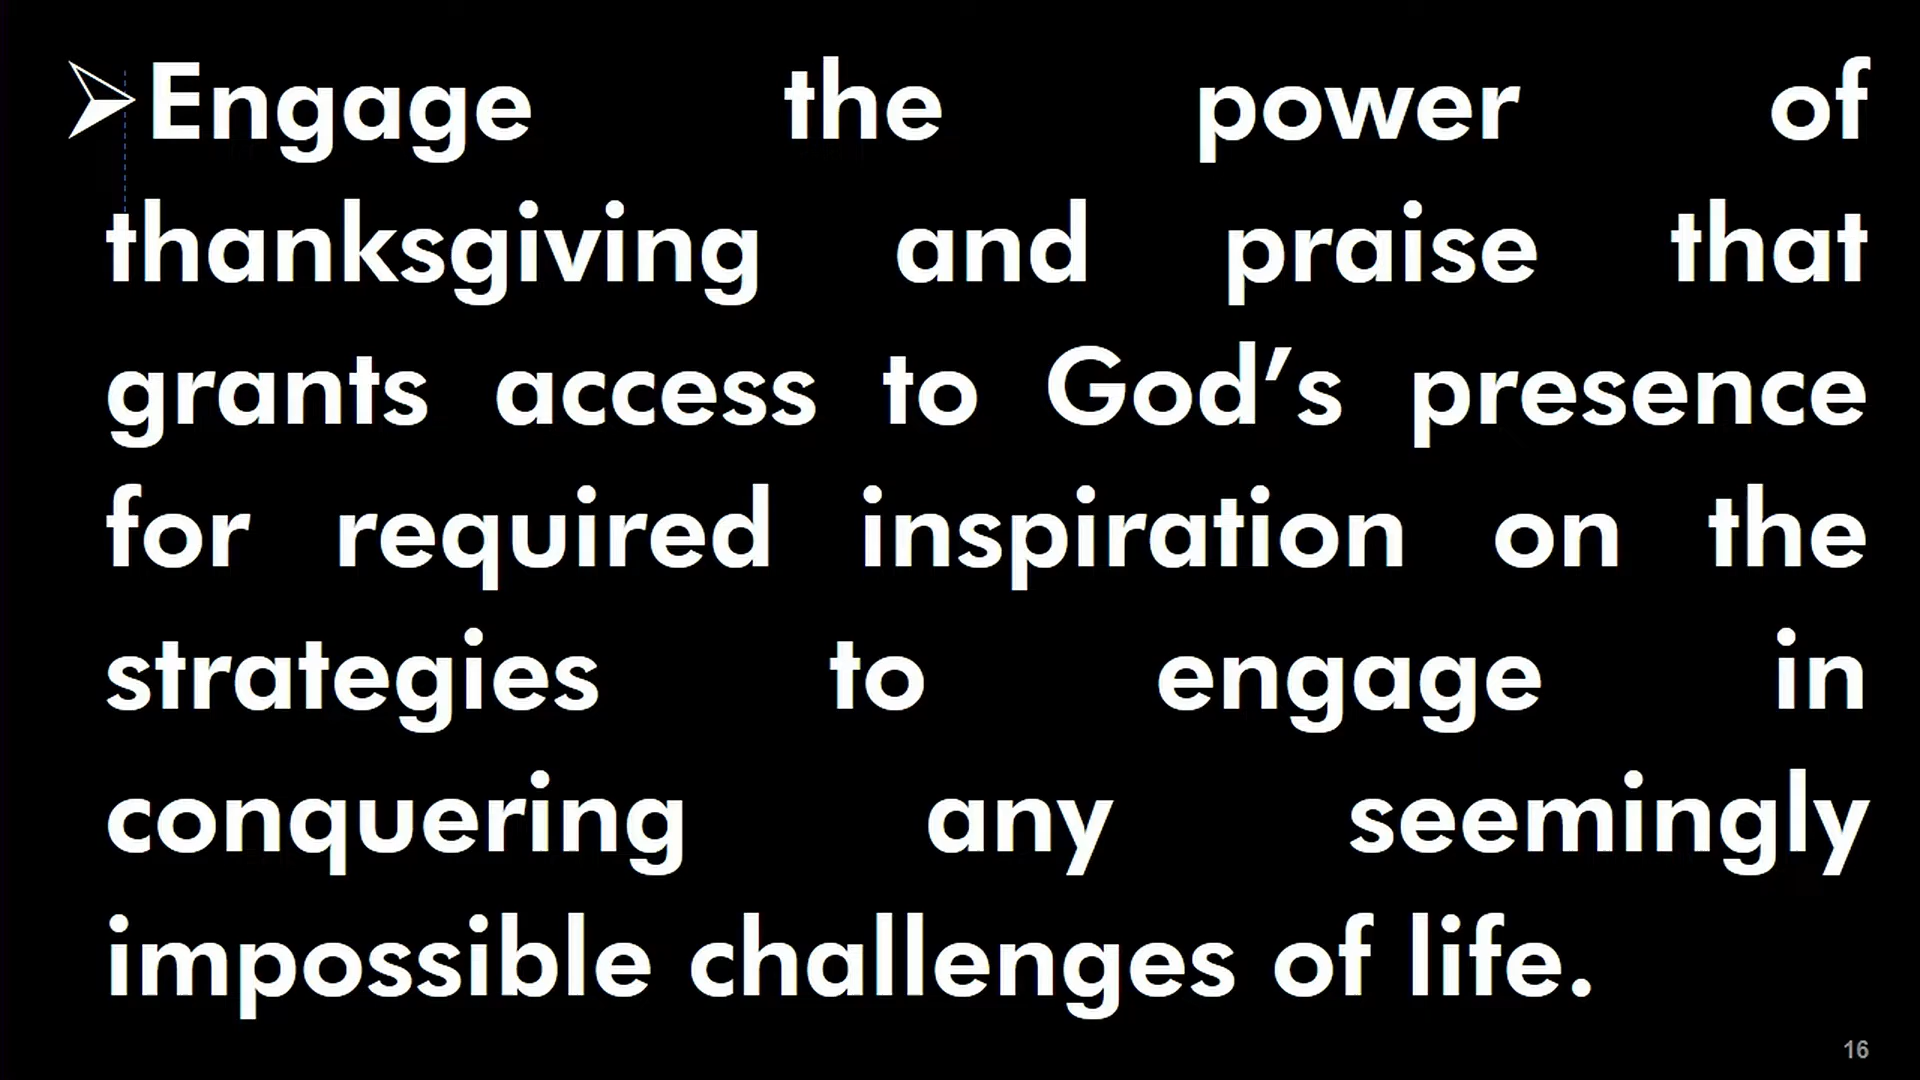 ➢Engage the power of
thanksgiving and praise that
grants access to God’s presence
for required inspiration on the
strategies to engage in
conquering any seemingly
impossible challenges of life.
16